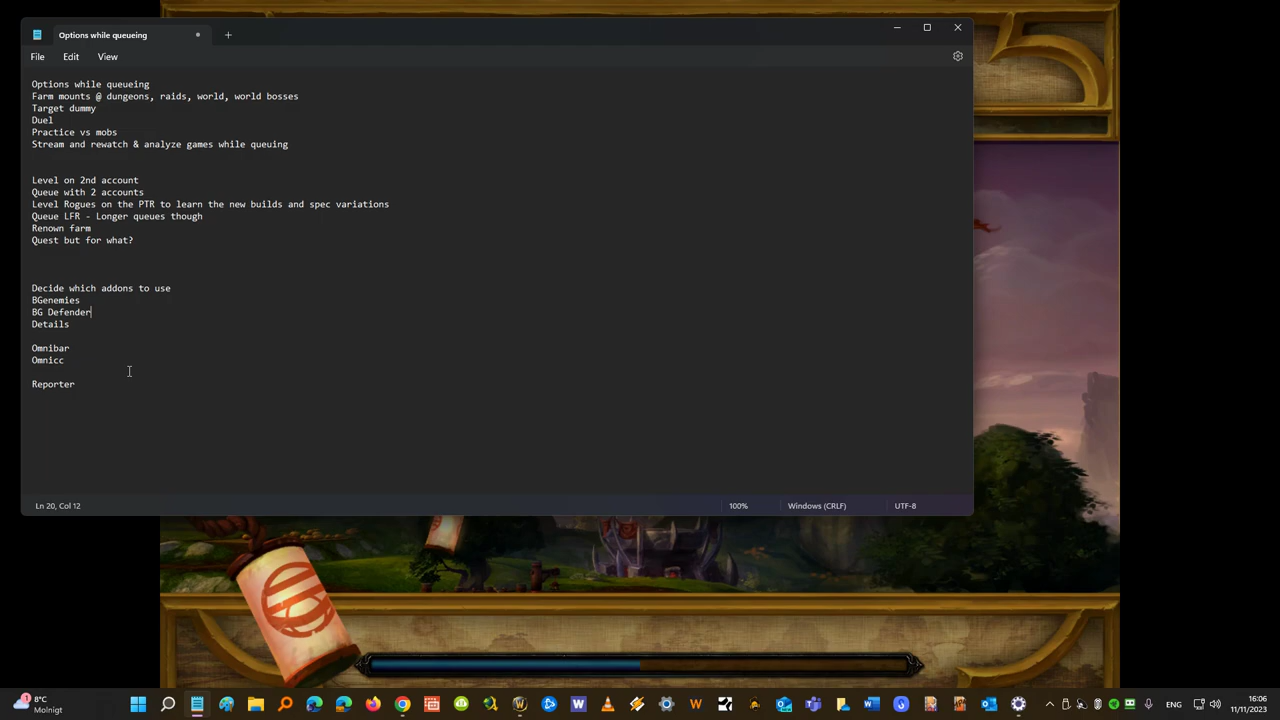 Options while queueing
File Edit View
Options while queueing
Farm mounts @ dungeons, raids, world, world bosses
Target dummy
Duel
Practice vs mobs
Stream and rewatch & analyze games while queuing
Level on 2nd account
Queue with 2 accounts
Level Rogues on the PTR to learn the new builds and spec variations
Queue LFR - Longer queues though
Renown farm
Quest but for what?
Decide which addons to use
BGenemies
BG Defender
Details
Omnibar
Omnicc
Reporter
Ln 20, Col 12 100% Windows (CRLF) UTF-8
1
8°C
Molnigt
ENG
16:06
11/11/2023